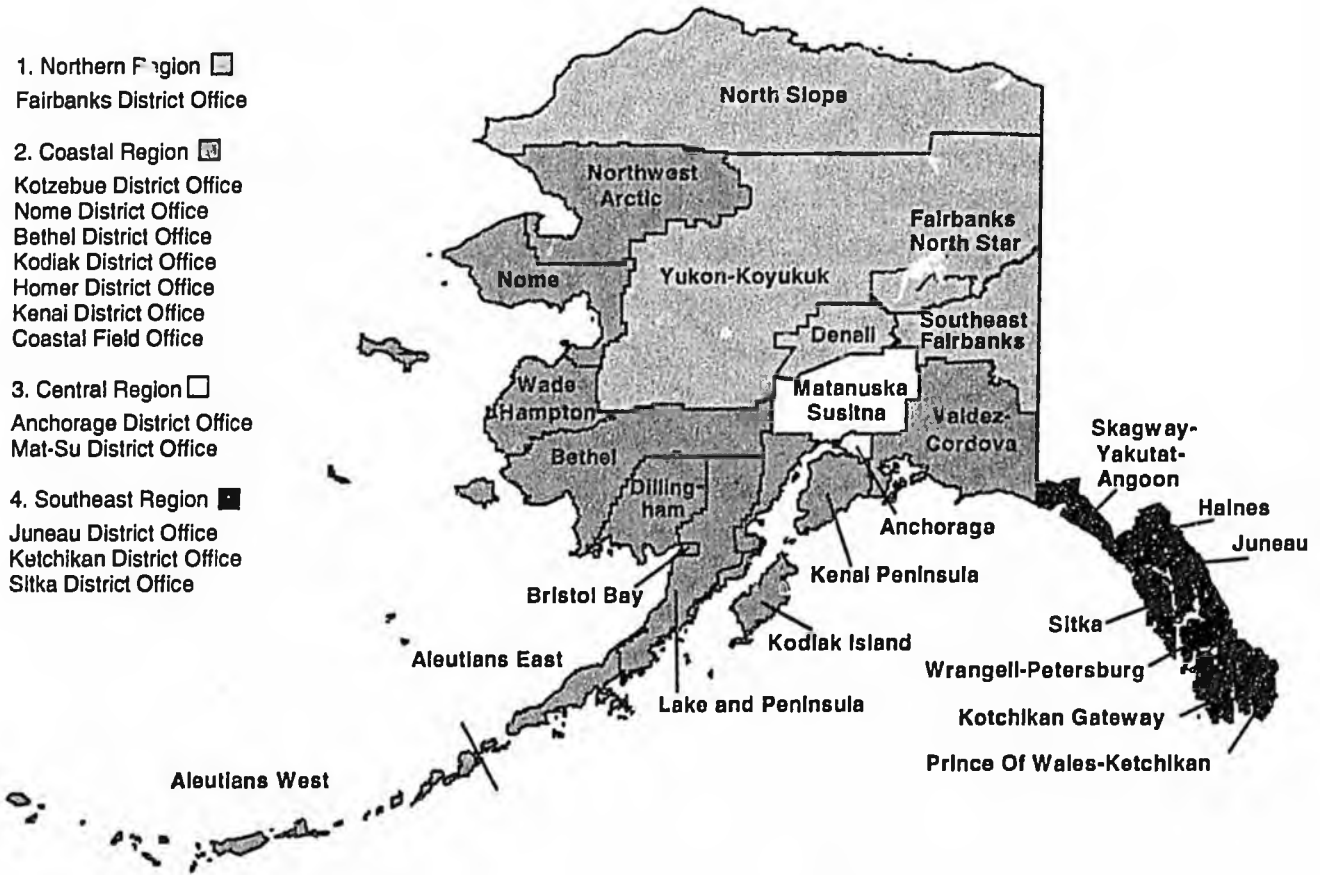 1. Northern Region
Fairbanks District Office
2. Coastal Region
Kotzebue District Office
Nome District Office
Bethel District Office
Kodiak District Office
Homer District Office
Kenai District Office
Coastal Field Office
3. Central Region
Anchorage District Office
Mat-Su District Office
4. Southeast Region
Juneau District Office
Ketchikan District Office
Sitka District Office
North Slope
Northwest
Arctic
Fairbanks
North Star
Nome
Yukon-Koyukuk
Denali
Southeast
Fairbanks
Wade
Hampton
Matanuska
Susitna
Valdez-
Cordova
Bethel
Dilling-
ham
Skagway-
Yakutat-
Angoon
Haines
Juneau
Anchorage
Kenai Peninsula
Bristol Bay
Kodiak Island
Sitka
Aleutians East
Wrangell-Petersburg
Lake and Peninsula
Kotchikan Gateway
Prince Of Wales-Ketchikan
Aleutians West